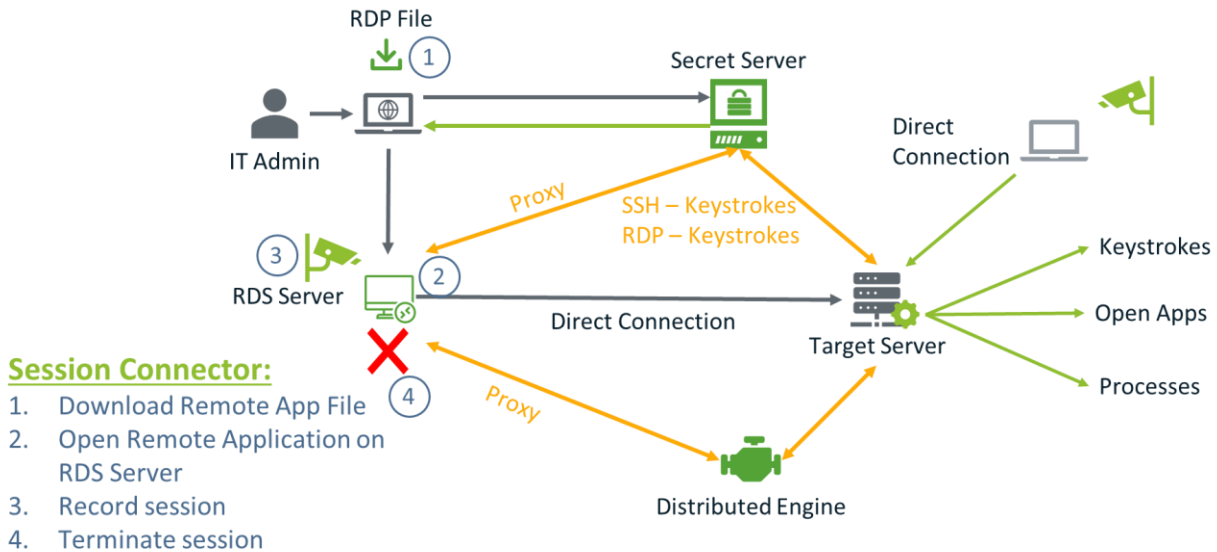 RDP File
1
Secret Server
IT Admin
Direct
Connection
Proxy
SSH – Keystrokes
RDP – Keystrokes
3
2
RDS Server
Direct Connection
Target Server
Keystrokes
Open Apps
Processes
Session Connector:
4
1. Download Remote App File
2. Open Remote Application on
RDS Server
3. Record session
4. Terminate session
Proxy
Distributed Engine